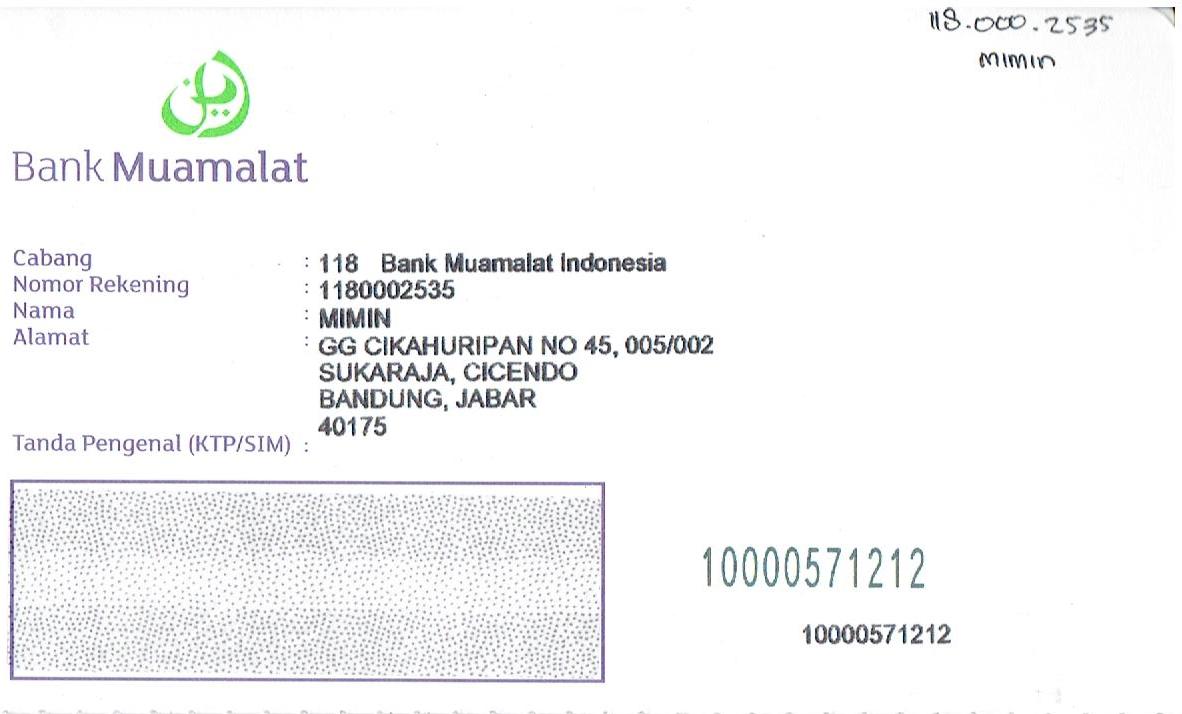 118.000.2535
MIMIN
Bank Muamalat
Cabang : 118 Bank Muamalat Indonesia
Nomor Rekening : 1180002535
Nama : MIMIN
Alamat : GG CIKAHURIPAN NO 45, 005/002
SUKARAJA, CICENDO
BANDUNG, JABAR
40175
Tanda Pengenal (KTP/SIM) :
10000571212
10000571212